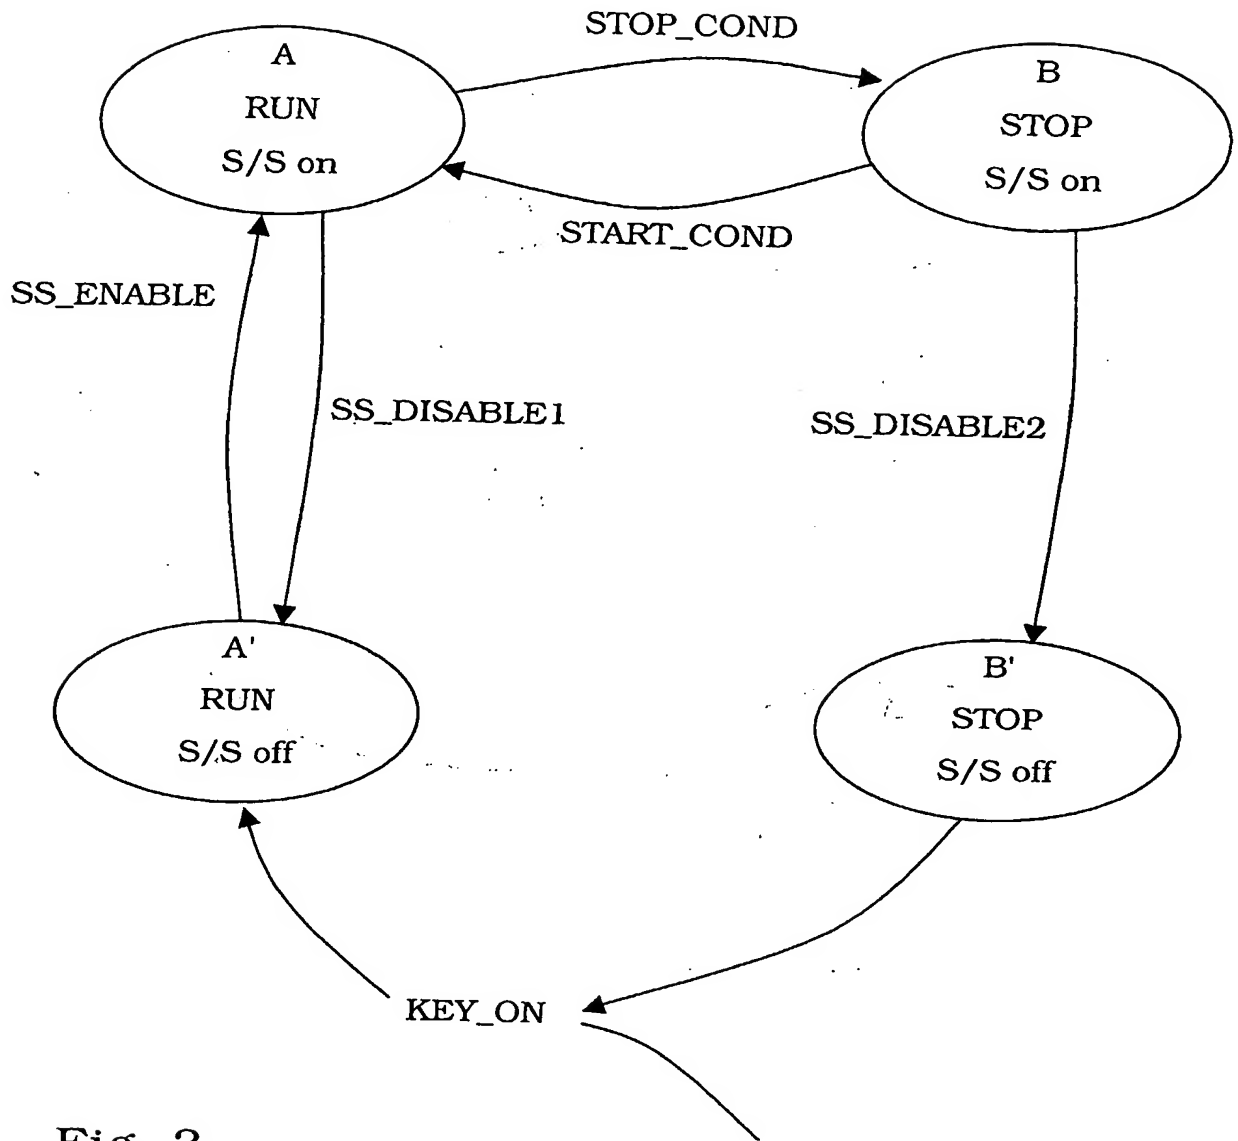 STOP_COND
A
RUN
S/S on
B
STOP
S/S on
START_COND
SS_ENABLE
SS_DISABLE1
SS_DISABLE2
A'
RUN
S/S off
B'
STOP
S/S off
KEY_ON